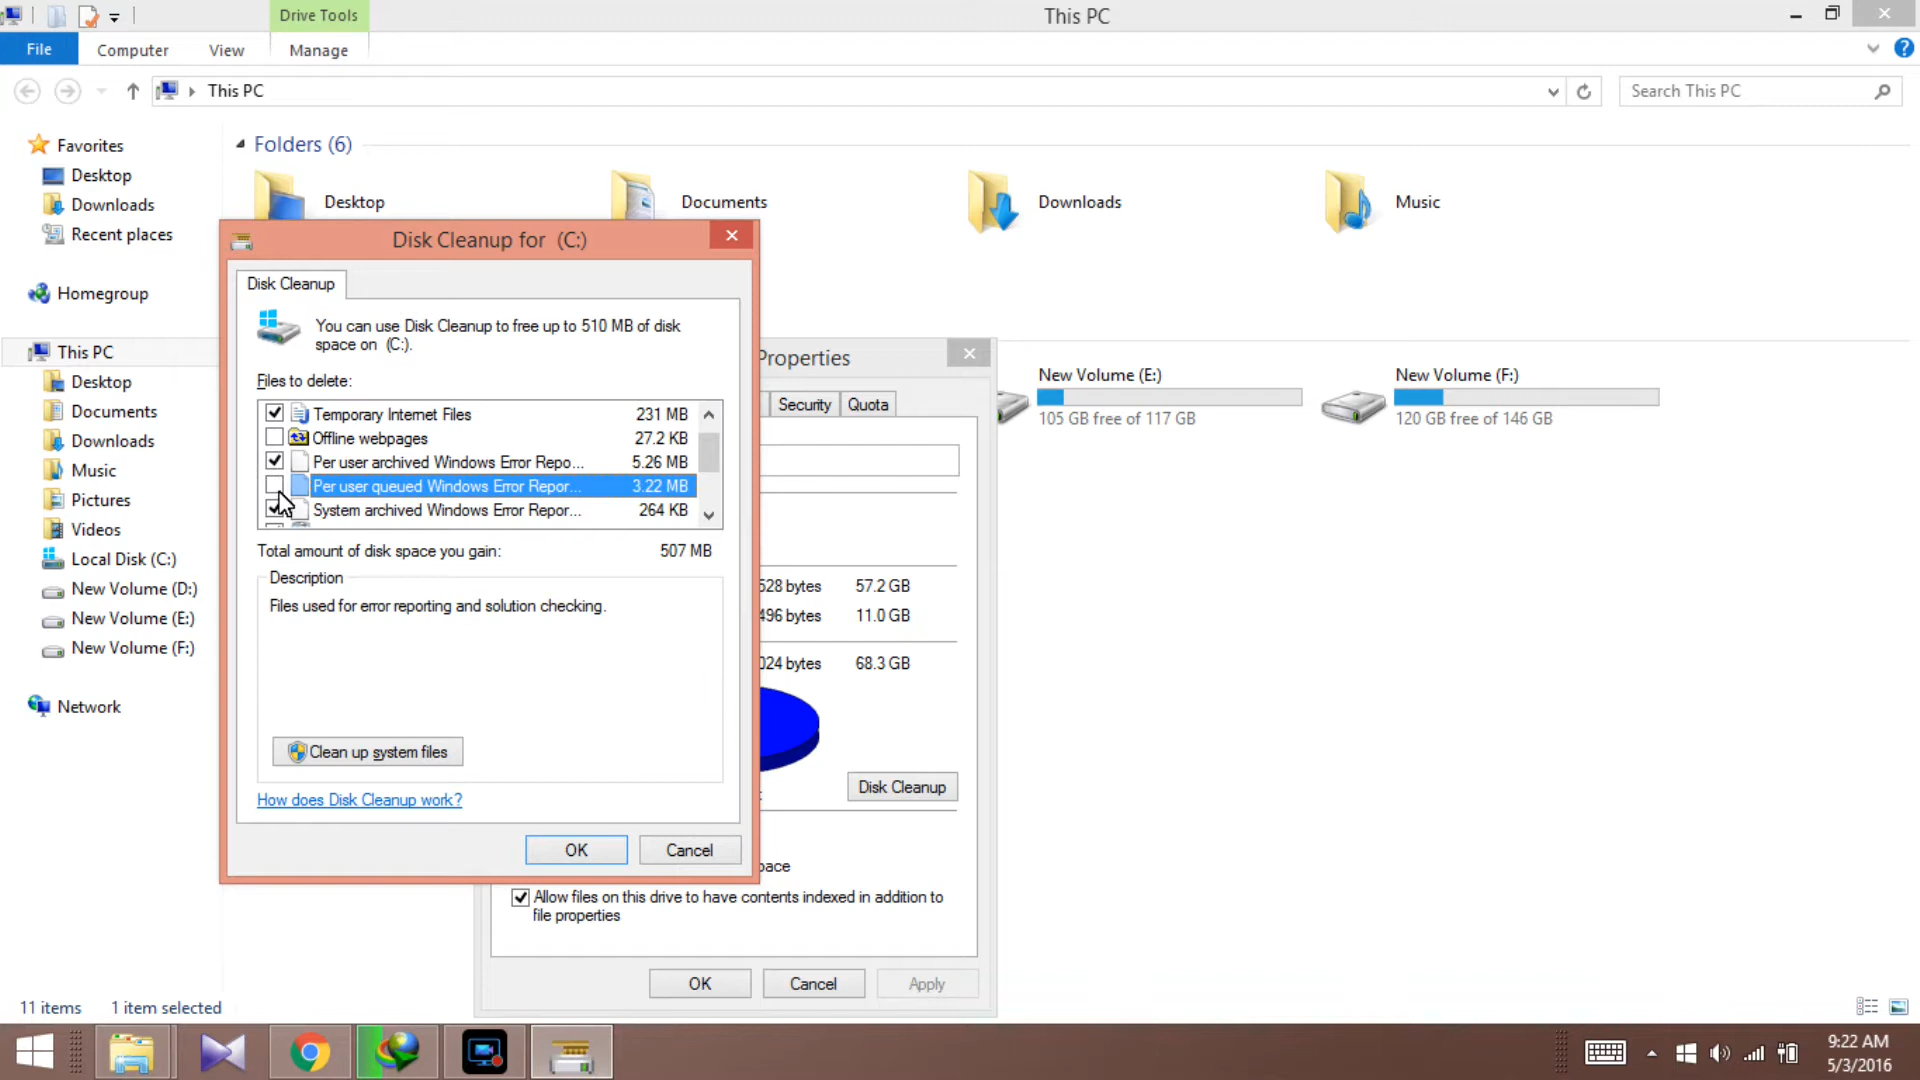 Drive Tools
This PC
File
Computer
View
Manage
This PC
Search This PC
Favorites
Desktop
Downloads
Recent places
Homegroup
This PC
Desktop
Documents
Downloads
Music
Pictures
Videos
Local Disk (C:)
New Volume (D:)
New Volume (E:)
New Volume (F:)
Network
Folders (6)
Desktop
Documents
Downloads
Music
New Volume (E:)
105 GB free of 117 GB
New Volume (F:)
120 GB free of 146 GB
Disk Cleanup for (C:)
Disk Cleanup
You can use Disk Cleanup to free up to 510 MB of disk
space on (C:).
Files to delete:
Temporary Internet Files 231 MB
Offline webpages 27.2 KB
Per user archived Windows Error Repo... 5.26 MB
Per user queued Windows Error Repor... 3.22 MB
System archived Windows Error Repor... 264 KB
Total amount of disk space you gain: 507 MB
Description
Files used for error reporting and solution checking.
Clean up system files
How does Disk Cleanup work?
OK
Cancel
Properties
Security
Quota
528 bytes 57.2 GB
496 bytes 11.0 GB
024 bytes 68.3 GB
Disk Cleanup
pace
Allow files on this drive to have contents indexed in addition to
file properties
OK
Cancel
Apply
11 items
1 item selected
9:22 AM
5/3/2016